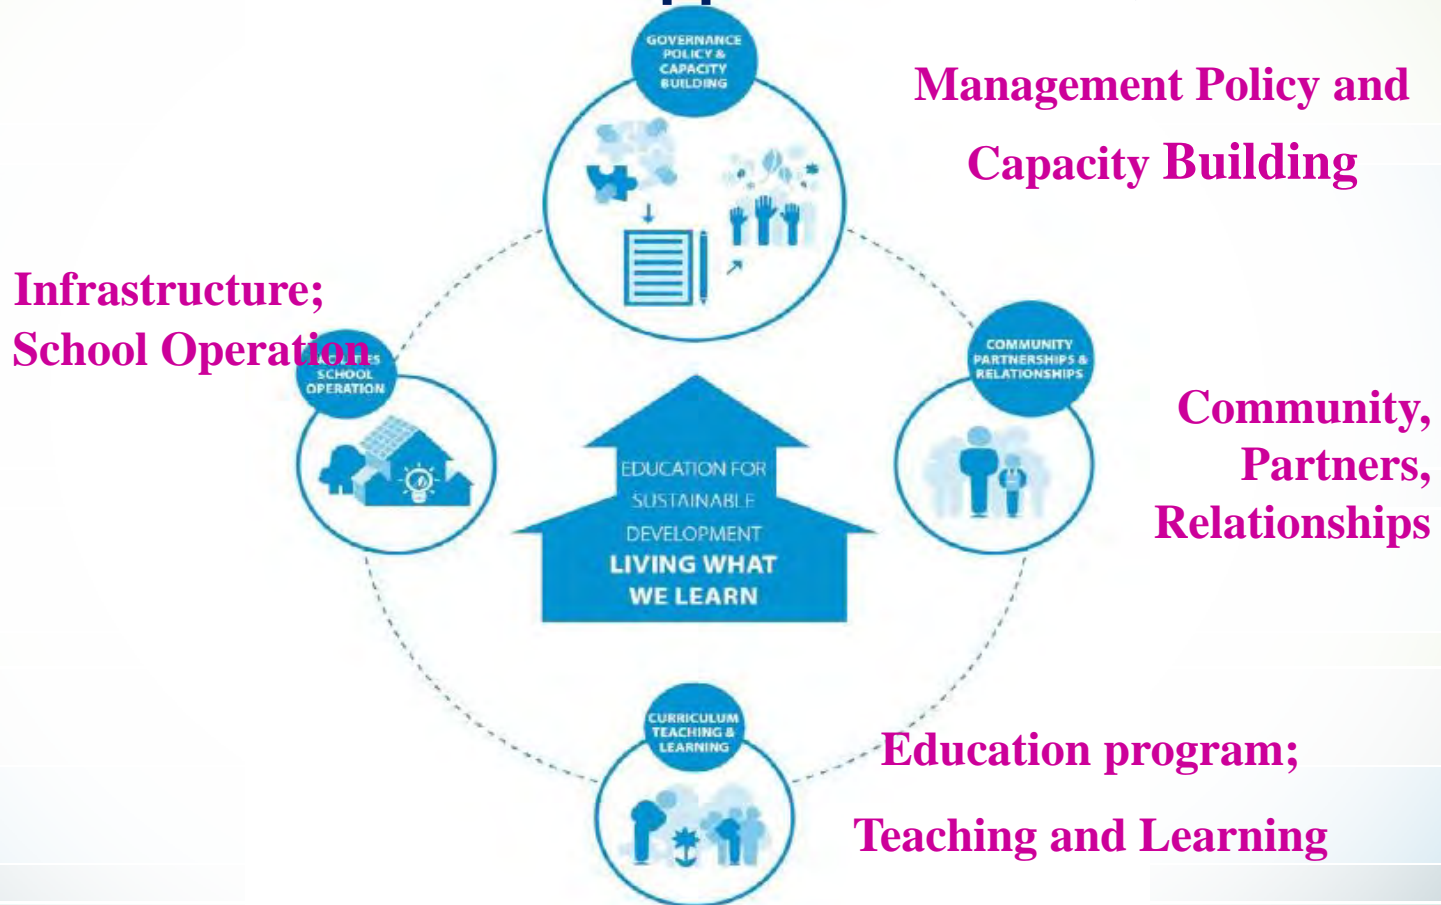 GOVERNANCE
POLICY &
CAPACITY
BUILDING
Management Policy and
Capacity Building
Infrastructure;
School Operation
SCHOOL
OPERATION
COMMUNITY
PARTNERSHIPS &
RELATIONSHIPS
Community,
Partners,
Relationships
EDUCATION FOR
SUSTAINABLE
DEVELOPMENT
LIVING WHAT
WE LEARN
CURRICULUM
TEACHING &
LEARNING
Education program;
Teaching and Learning